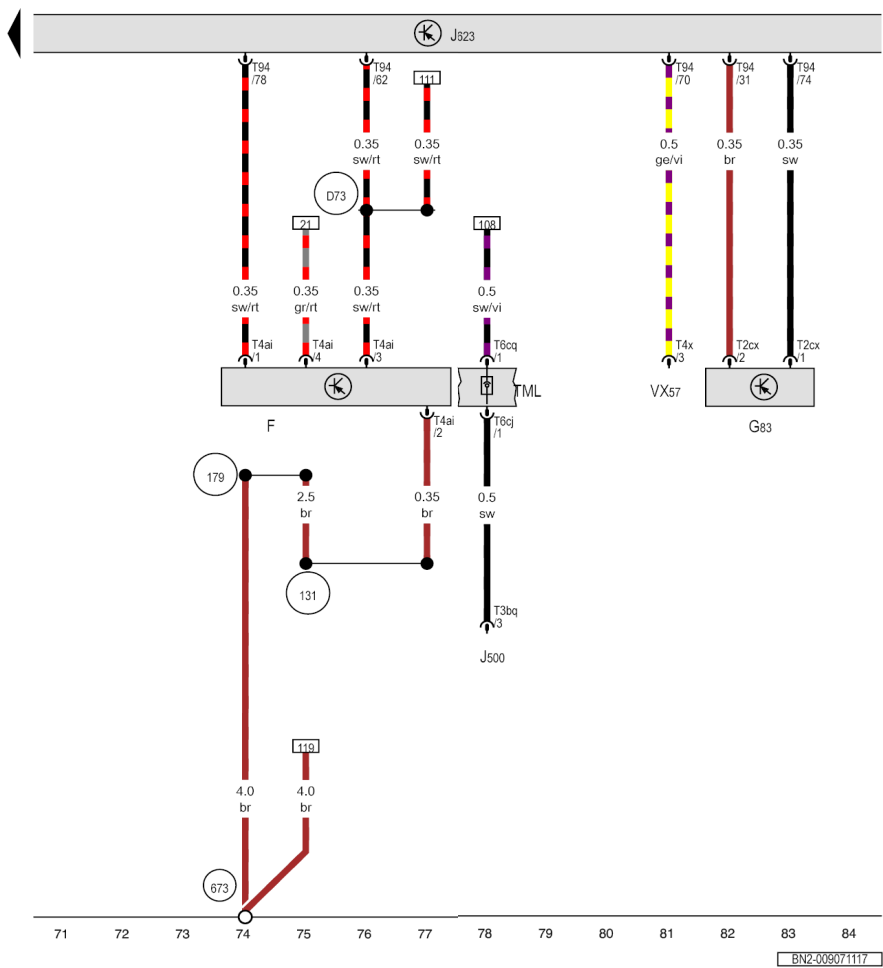 J623
T94 T94 T94 T94 T94
/78 /62 /70 /31 /74
111
0.35 0.35 0.5 0.35 0.35
sw/rt sw/rt ge/vi br sw
D73
21 108
0.35 0.35 0.35 0.5
sw/rt gr/rt sw/rt sw/vi
T4ai T4ai T4ai T6cq T4x T2cx T2cx
/1 /4 /3 /1 /3 /2 /1
TML VX57
F T4ai T6cj G83
/2 /1
179
2.5 0.35 0.5
br br sw
131
T3bq
/3
J500
119
4.0 4.0
br br
673
71 72 73 74 75 76 77 78 79 80 81 82 83 84
BN2-009071117